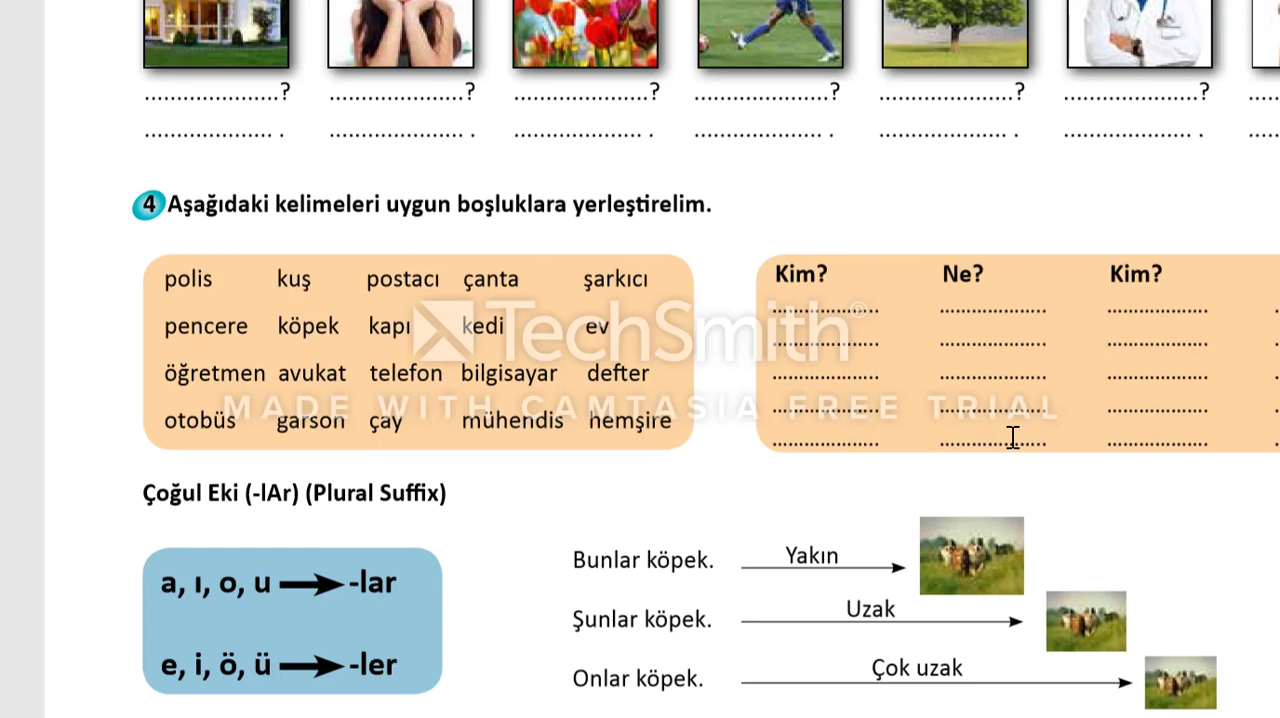 ....................? ....................? ....................? ....................? ....................? ....................? ....
.................... . .................... . .................... . .................... . .................... . .................... . ....
4 Aşağıdaki kelimeleri uygun boşluklara yerleştirelim.
polis kuş postacı çanta şarkıcı
pencere köpek kapı kedi ev
öğretmen avukat telefon bilgisayar defter
otobüs garson çay mühendis hemşire
Kim? Ne? Kim?
.................... .................... ....................
.................... .................... ....................
.................... .................... ....................
.................... .................... ....................
.................... .................... ....................
TechSmith®
MADE WITH CAMTASIA FREE TRIAL
Çoğul Eki (-lAr) (Plural Suffix)
a, ı, o, u → -lar
e, i, ö, ü → -ler
Bunlar köpek. Yakın
Şunlar köpek. Uzak
Onlar köpek. Çok uzak